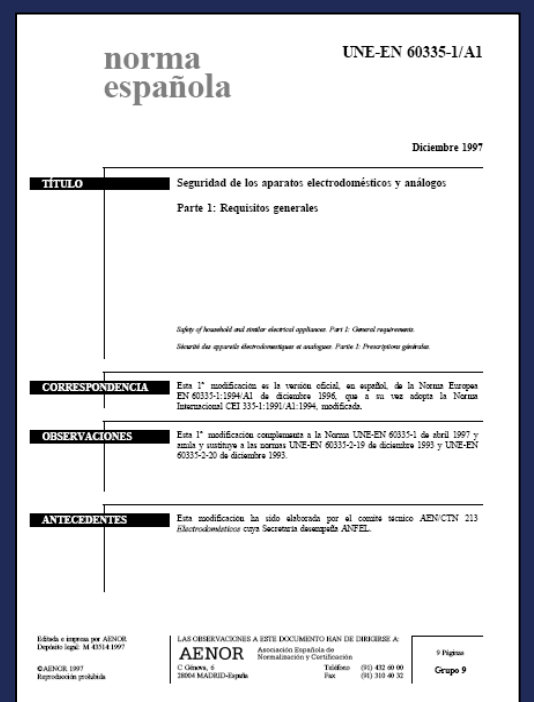 norma
española
UNE-EN 60335-1/A1
Diciembre 1997
TÍTULO
Seguridad de los aparatos electrodomésticos y análogos
Parte 1: Requisitos generales
Safety of household and similar electrical appliances. Part 1: General requirements.
Sécurité des appareils électrodomestiques et analogues. Partie 1: Prescriptions générales.
CORRESPONDENCIA
Esta 1ª modificación es la versión oficial, en español, de la Norma Europea
EN 60335-1:1994/A1 de diciembre 1996, que a su vez adopta la Norma
Internacional CEI 335-1:1991/A1:1994, modificada.
OBSERVACIONES
Esta 1ª modificación complementa a la Norma UNE-EN 60335-1 de abril 1997 y
anula y sustituye a las normas UNE-EN 60335-2-19 de diciembre 1993 y UNE-EN
60335-2-20 de diciembre 1993.
ANTECEDENTES
Esta modificación ha sido elaborada por el comité técnico AEN/CTN 213
Electrodomésticos cuya Secretaría desempeña ANFEL.
Editada e impresa por AENOR
Depósito legal: M 43514:1997
©AENOR 1997
Reproducción prohibida
LAS OBSERVACIONES A ESTE DOCUMENTO HAN DE DIRIGIRSE A:
AENOR Asociación Española de
Normalización y Certificación
C Génova, 6
28004 MADRID-España
Teléfono (91) 432 60 00
Fax (91) 310 40 32
9 Páginas
Grupo 9